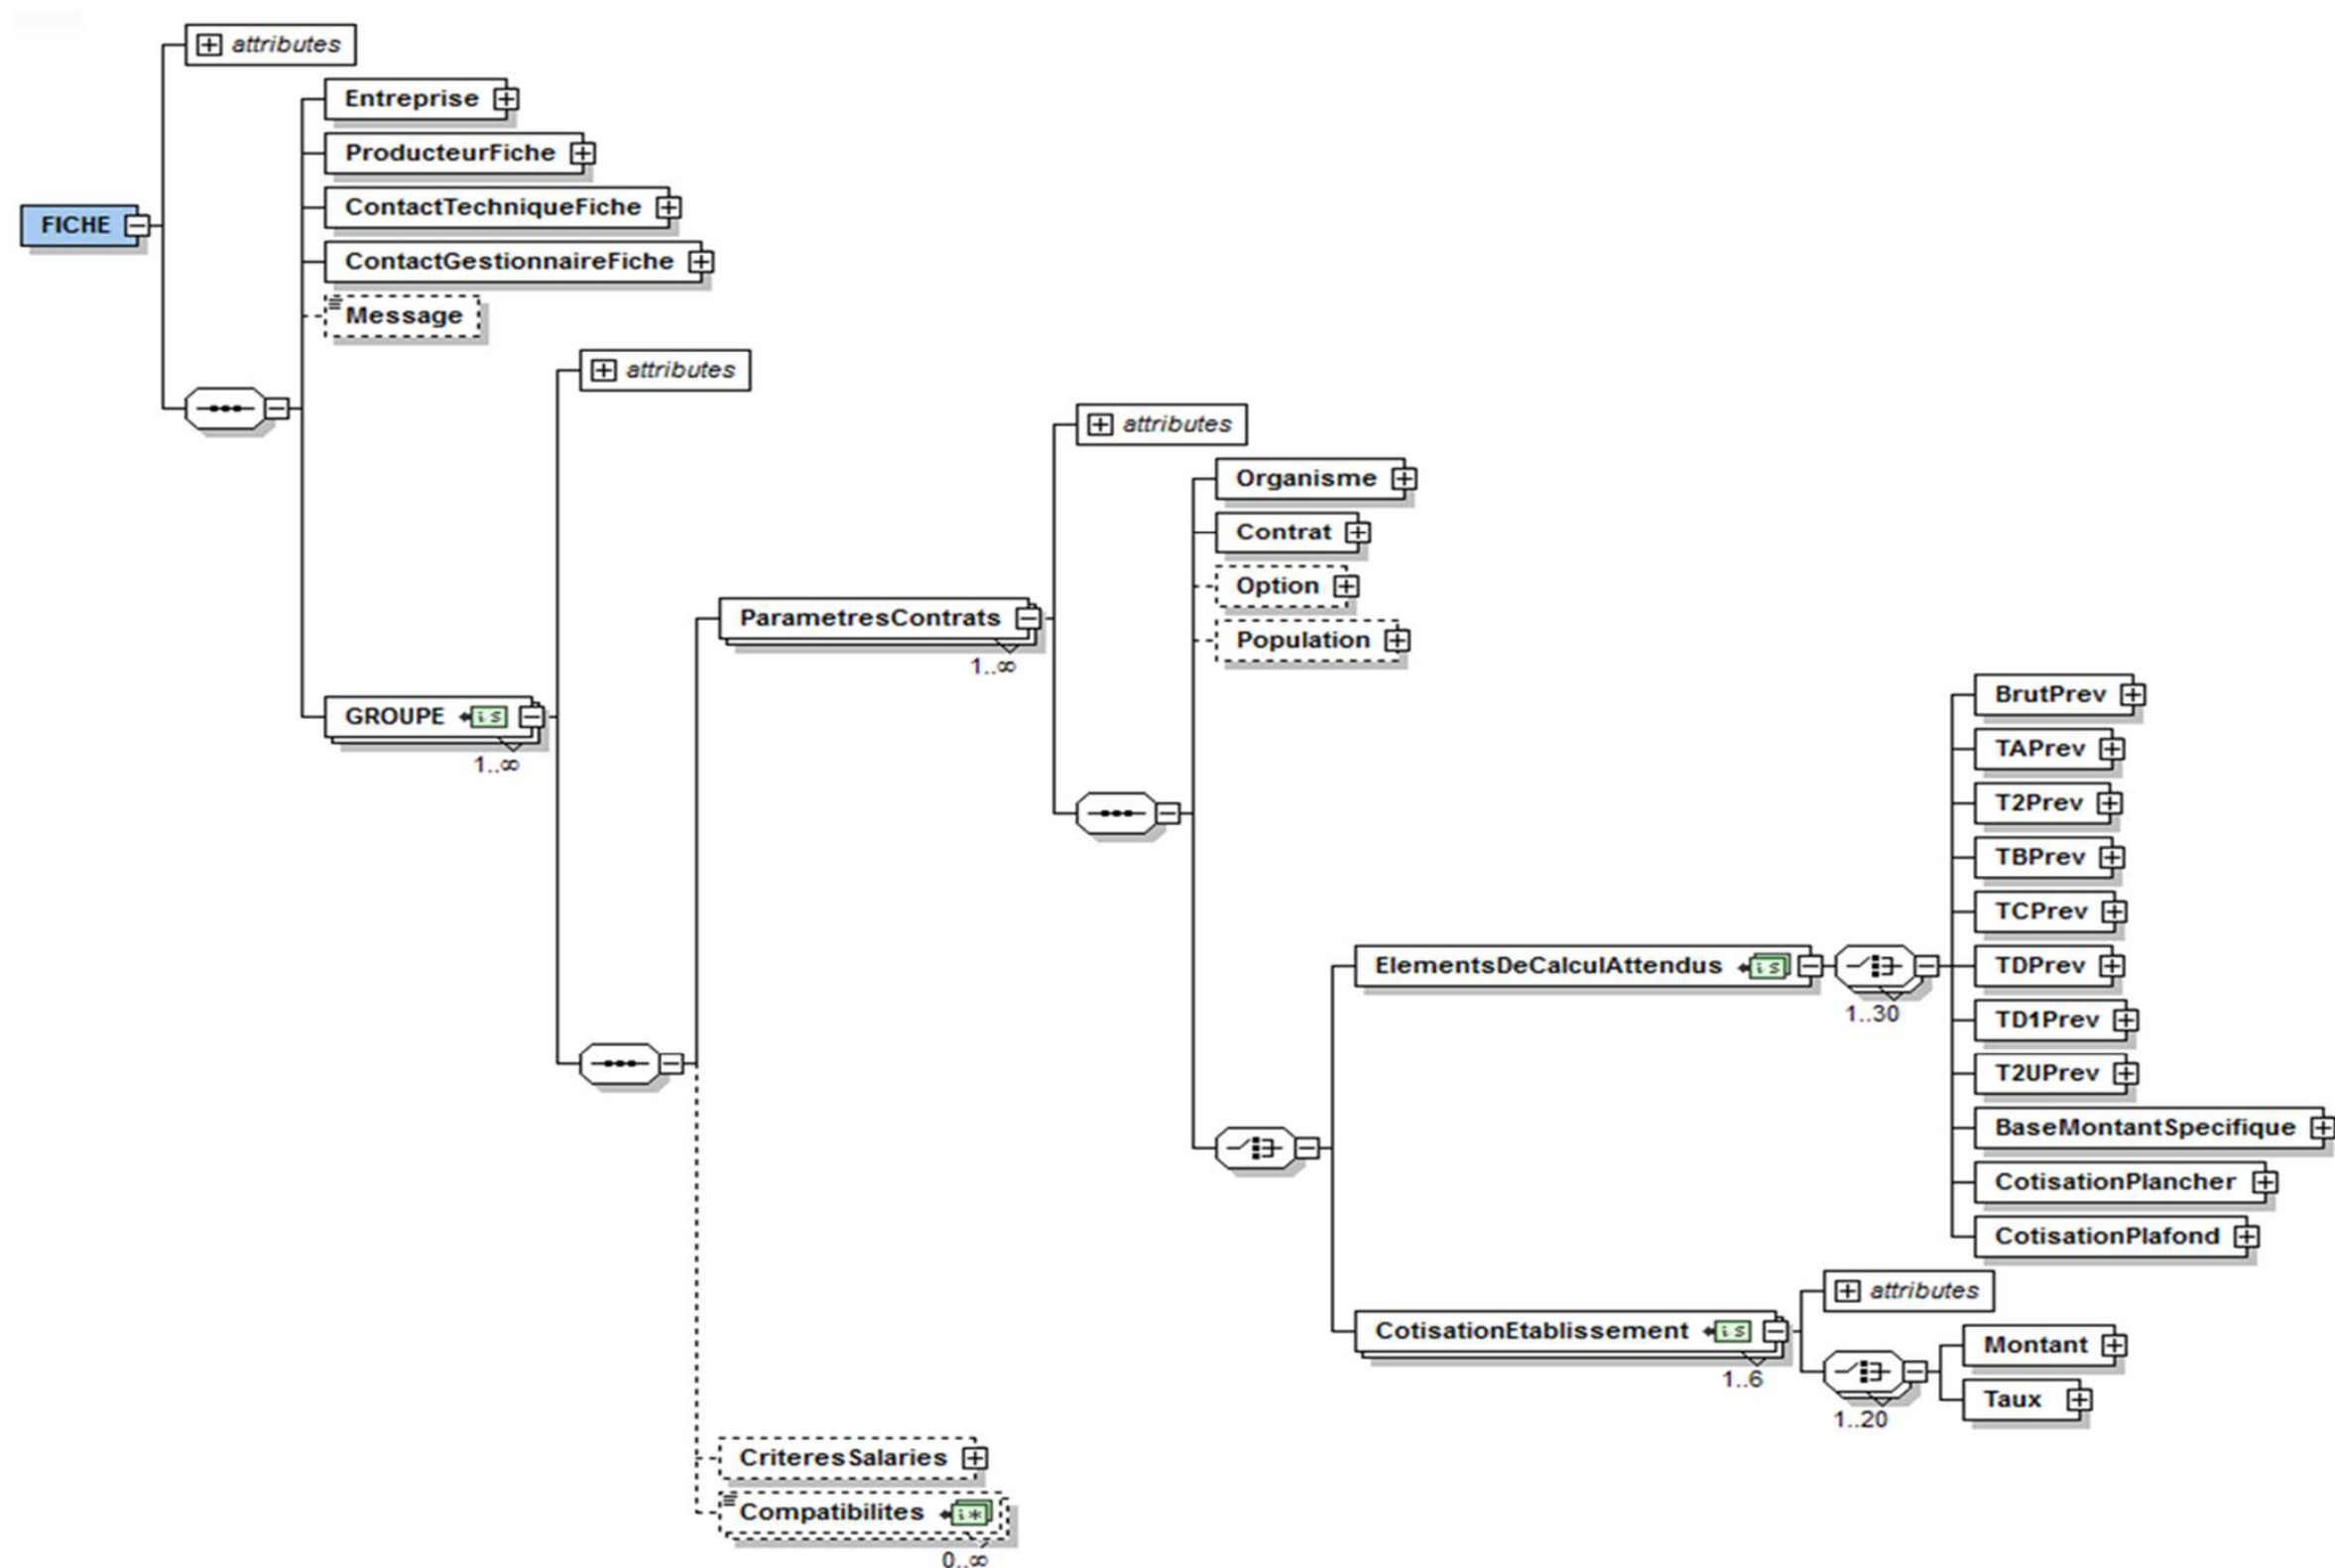 attributes
Entreprise
ProducteurFiche
ContactTechniqueFiche
FICHE
ContactGestionnaireFiche
Message
attributes
attributes
Organisme
Contrat
Option
ParametresContrats
1..∞
Population
GROUPE
1..∞
BrutPrev
TAPrev
T2Prev
TBPrev
TCPrev
ElementsDeCalculAttendus
1..30
TDPrev
TD1Prev
T2UPrev
BaseMontantSpecifique
CotisationPlancher
CotisationPlafond
attributes
CotisationEtablissement
1..6
Montant
1..20
Taux
CriteresSalaries
Compatibilites
0..∞